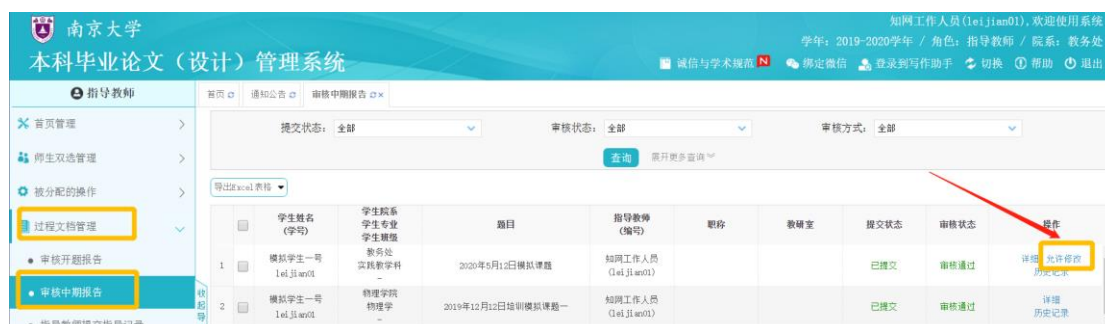 南京大学
本科毕业论文（设计）管理系统
知网工作人员(leijian01),欢迎使用系统
学年：2019-2020学年 / 角色：指导教师 / 院系：教务处
诚信与学术规范 N 绑定微信 登录到写作助手 切换 帮助 退出
指导教师
首页 通知公告 审核中期报告 ×
首页管理
师生双选管理
被分配的操作
过程文档管理
审核开题报告
审核中期报告
收起导
提交状态： 全部 审核状态： 全部 审核方式： 全部
查询 展开更多查询
导出Excel表格
学生姓名(学号) 学生院系 学生专业 学生班级 题目 指导教师(编号) 职称 教研室 提交状态 审核状态 操作
1 模拟学生一号 leijian01 教务处 实践教学科 - 2020年5月12日模拟课题 知网工作人员 (leijian01) 已提交 审核通过 详细 允许修改 历史记录
2 模拟学生一号 leijian01 物理学院 物理学 - 2019年12月12日培训模拟课题一 知网工作人员 (leijian01) 已提交 审核通过 详细 历史记录